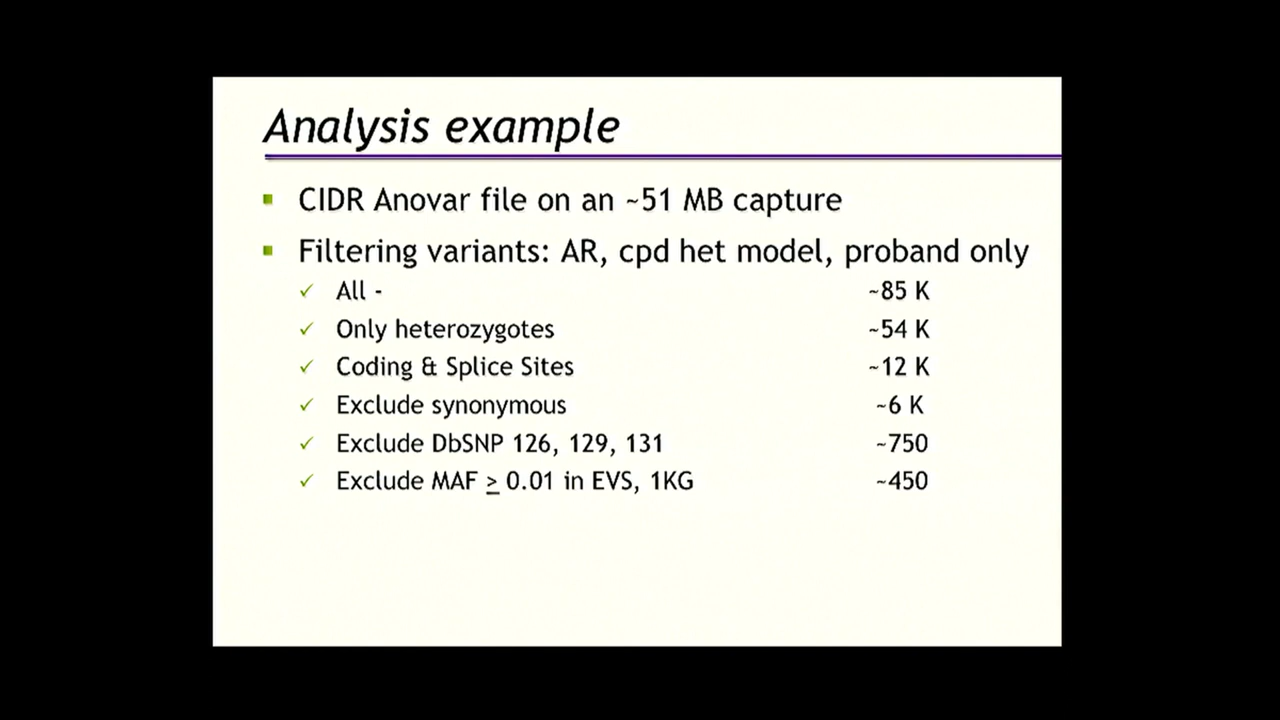 Analysis example
CIDR Anovar file on an ~51 MB capture
Filtering variants: AR, cpd het model, proband only
All - ~85 K
Only heterozygotes ~54 K
Coding & Splice Sites ~12 K
Exclude synonymous ~6 K
Exclude DbSNP 126, 129, 131 ~750
Exclude MAF ≥ 0.01 in EVS, 1KG ~450